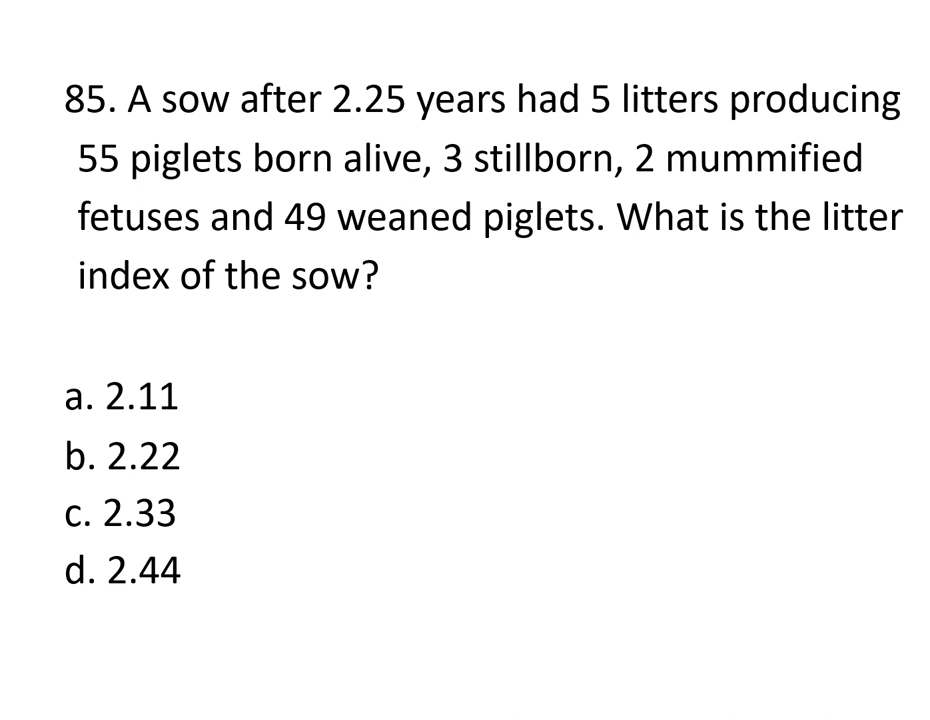 85. A sow after 2.25 years had 5 litters producing
55 piglets born alive, 3 stillborn, 2 mummified
fetuses and 49 weaned piglets. What is the litter
index of the sow?
a. 2.11
b. 2.22
c. 2.33
d. 2.44